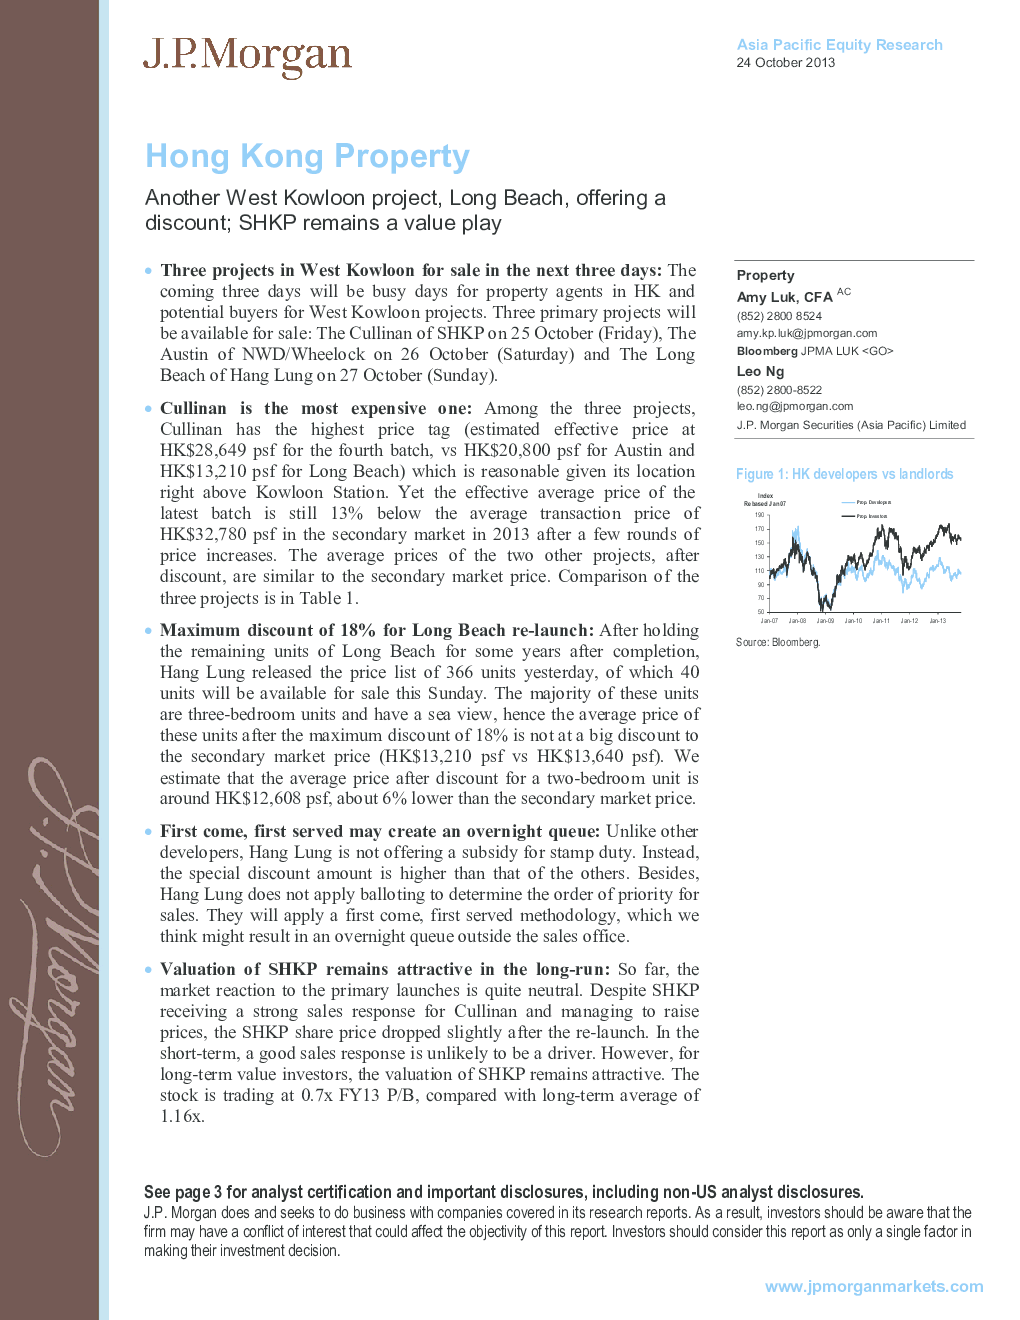 J.P.Morgan
Asia Pacific Equity Research
24 October 2013
Hong Kong Property
Another West Kowloon project, Long Beach, offering a
discount; SHKP remains a value play
• Three projects in West Kowloon for sale in the next three days: The
coming three days will be busy days for property agents in HK and
potential buyers for West Kowloon projects. Three primary projects will
be available for sale: The Cullinan of SHKP on 25 October (Friday), The
Austin of NWD/Wheelock on 26 October (Saturday) and The Long
Beach of Hang Lung on 27 October (Sunday).
• Cullinan is the most expensive one: Among the three projects,
Cullinan has the highest price tag (estimated effective price at
HK$28,649 psf for the fourth batch, vs HK$20,800 psf for Austin and
HK$13,210 psf for Long Beach) which is reasonable given its location
right above Kowloon Station. Yet the effective average price of the
latest batch is still 13% below the average transaction price of
HK$32,780 psf in the secondary market in 2013 after a few rounds of
price increases. The average prices of the two other projects, after
discount, are similar to the secondary market price. Comparison of the
three projects is in Table 1.
• Maximum discount of 18% for Long Beach re-launch: After holding
the remaining units of Long Beach for some years after completion,
Hang Lung released the price list of 366 units yesterday, of which 40
units will be available for sale this Sunday. The majority of these units
are three-bedroom units and have a sea view, hence the average price of
these units after the maximum discount of 18% is not at a big discount to
the secondary market price (HK$13,210 psf vs HK$13,640 psf). We
estimate that the average price after discount for a two-bedroom unit is
around HK$12,608 psf, about 6% lower than the secondary market price.
• First come, first served may create an overnight queue: Unlike other
developers, Hang Lung is not offering a subsidy for stamp duty. Instead,
the special discount amount is higher than that of the others. Besides,
Hang Lung does not apply balloting to determine the order of priority for
sales. They will apply a first come, first served methodology, which we
think might result in an overnight queue outside the sales office.
• Valuation of SHKP remains attractive in the long-run: So far, the
market reaction to the primary launches is quite neutral. Despite SHKP
receiving a strong sales response for Cullinan and managing to raise
prices, the SHKP share price dropped slightly after the re-launch. In the
short-term, a good sales response is unlikely to be a driver. However, for
long-term value investors, the valuation of SHKP remains attractive. The
stock is trading at 0.7x FY13 P/B, compared with long-term average of
1.16x.
Property
Amy Luk, CFA AC
(852) 2800 8524
amy.kp.luk@jpmorgan.com
Bloomberg JPMA LUK <GO>
Leo Ng
(852) 2800-8522
leo.ng@jpmorgan.com
J.P. Morgan Securities (Asia Pacific) Limited
Figure 1: HK developers vs landlords
Index
Rebased Jan07
Prop. Developers
Prop. Investors
190
170
150
130
110
90
70
50
Jan-07 Jan-08 Jan-09 Jan-10 Jan-11 Jan-12 Jan-13
Source: Bloomberg.
J.P.Morgan
See page 3 for analyst certification and important disclosures, including non-US analyst disclosures.
J.P. Morgan does and seeks to do business with companies covered in its research reports. As a result, investors should be aware that the
firm may have a conflict of interest that could affect the objectivity of this report. Investors should consider this report as only a single factor in
making their investment decision.
www.jpmorganmarkets.com